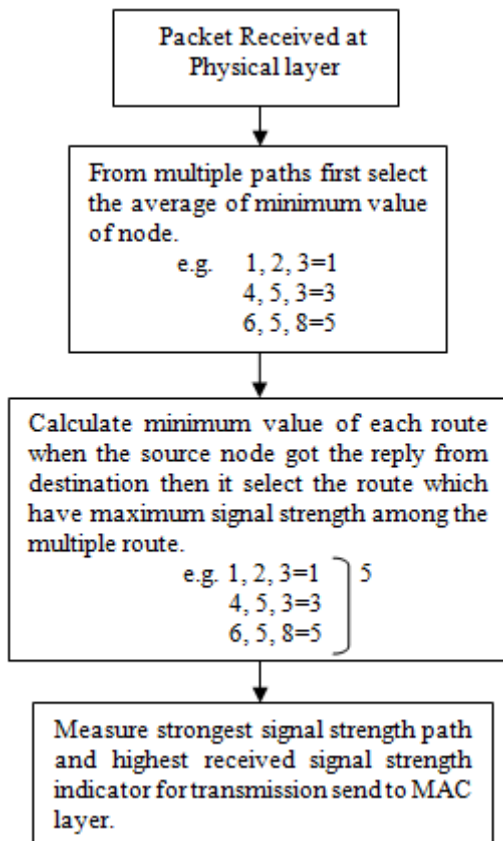 Packet Received at
Physical layer
From multiple paths first select
the average of minimum value
of node.
e.g. 1, 2, 3=1
4, 5, 3=3
6, 5, 8=5
Calculate minimum value of each route
when the source node got the reply from
destination then it select the route which
have maximum signal strength among the
multiple route.
e.g. 1, 2, 3=1 5
4, 5, 3=3
6, 5, 8=5
Measure strongest signal strength path
and highest received signal strength
indicator for transmission send to MAC
layer.